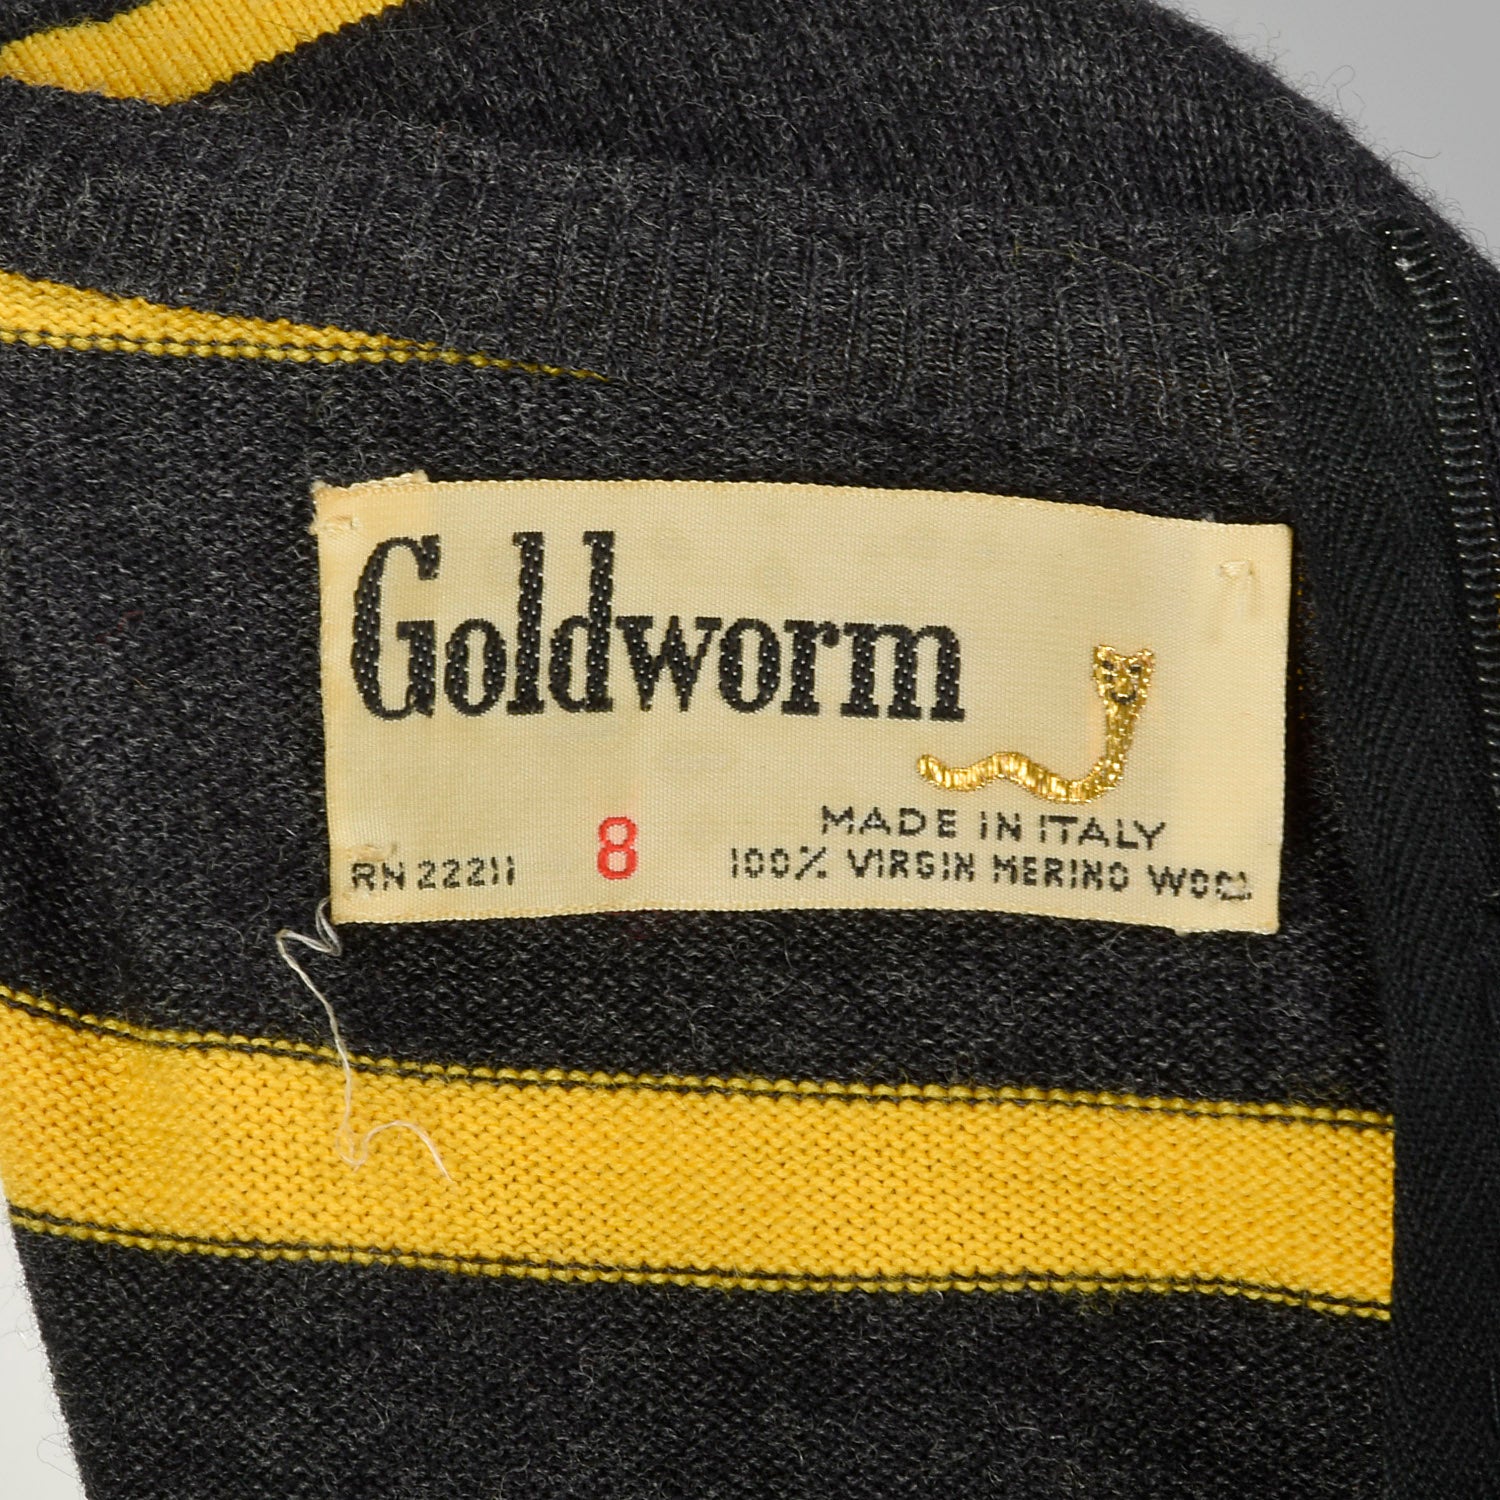 Goldworm
MADE IN ITALY
RN 22211 8 100% VIRGIN MERINO WOOL